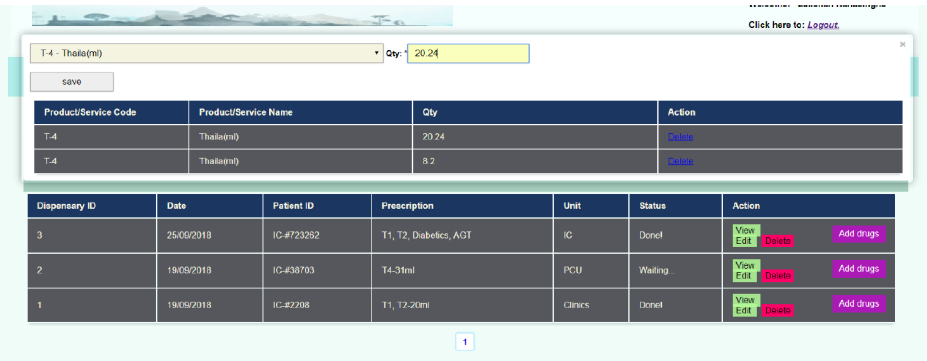 Click here to: Logout.
×
T-4 - Thaila(ml) Qty: * 20.24
save
Product/Service Code Product/Service Name Qty Action
T-4 Thaila(ml) 20.24 Delete
T-4 Thaila(ml) 8.2 Delete
Dispensary ID Date Patient ID Prescription Unit Status Action
3 25/09/2018 IC-#723262 T1, T2, Diabetics, AGT IC Done! View Edit Delete Add drugs
2 19/09/2018 IC-#38703 T4-31ml PCU Waiting... View Edit Delete Add drugs
1 19/09/2018 IC-#2208 T1, T2-20ml Clinics Done! View Edit Delete Add drugs
1